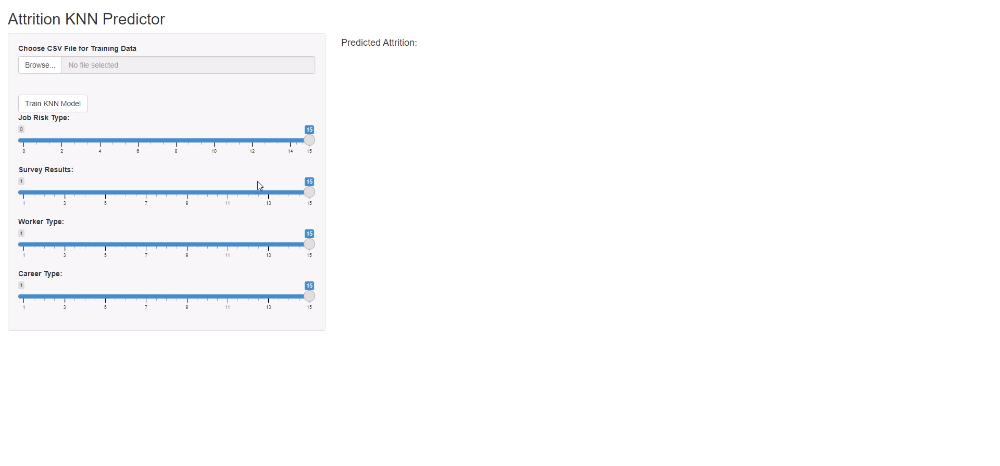 Attrition KNN Predictor
Choose CSV File for Training Data
Browse... No file selected
Train KNN Model
Job Risk Type:
0 15
0 2 4 6 8 10 12 14 15
Survey Results:
1 15
1 3 5 7 9 11 13 15
Worker Type:
1 15
1 3 5 7 9 11 13 15
Career Type:
1 15
1 3 5 7 9 11 13 15
Predicted Attrition: